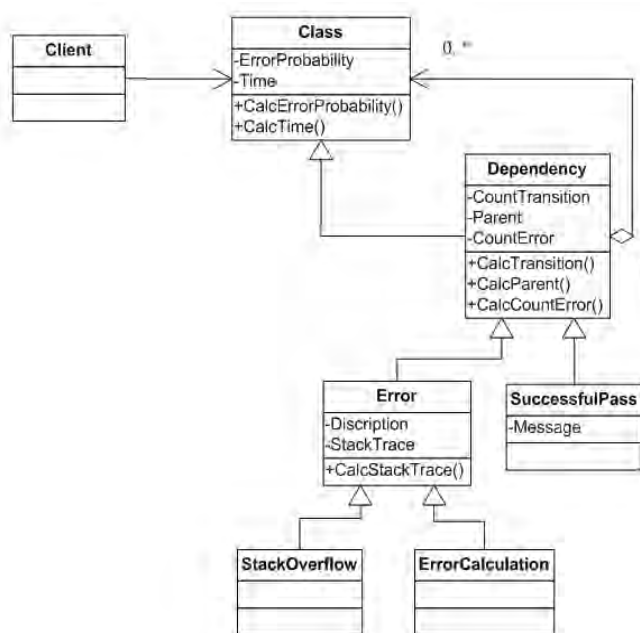 Client
Class
-ErrorProbability
-Time
+CalcErrorProbability()
+CalcTime()
0..*
Dependency
-CountTransition
-Parent
-CountError
+CalcTransition()
+CalcParent()
+CalcCountError()
Error
-Discription
-StackTrace
+CalcStackTrace()
SuccessfulPass
-Message
StackOverflow
ErrorCalculation